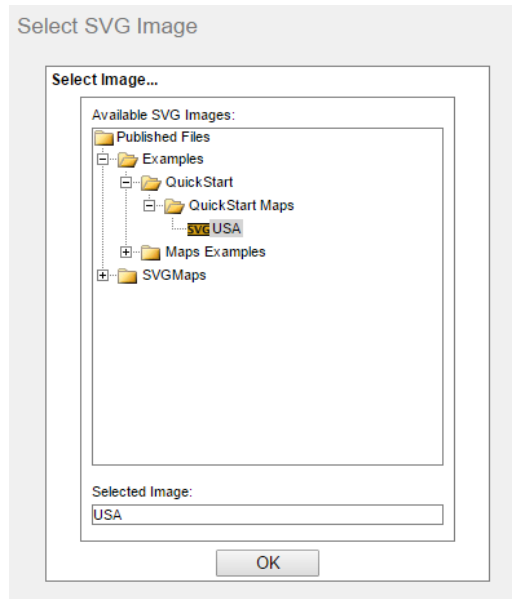 Select SVG Image
Select Image...
Available SVG Images:
Published Files
Examples
QuickStart
QuickStart Maps
SVG USA
Maps Examples
SVGMaps
Selected Image:
USA
OK